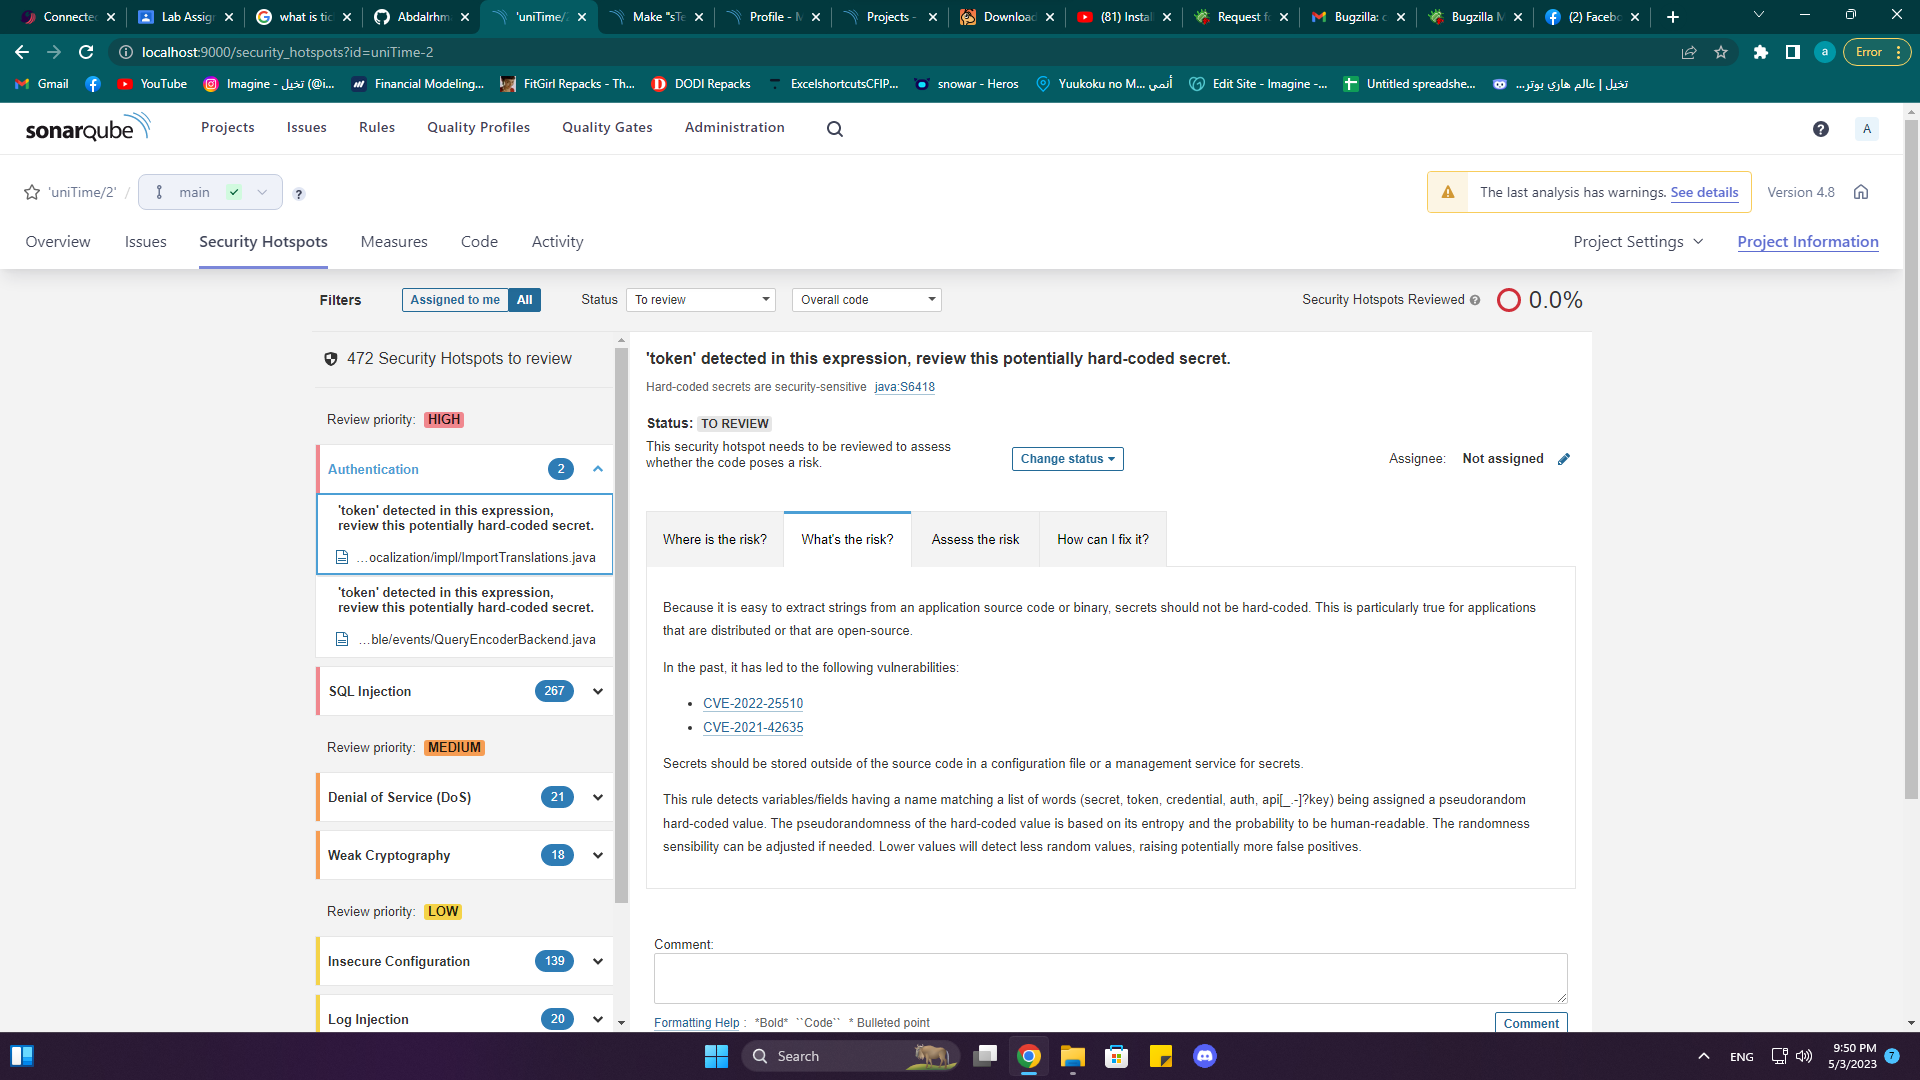 Connected
Lab Assig
what is tic
Abdalrhm
'uniTime/2
Make "sTe
Profile - M
Projects -
Download
(81) Instal
Request fo
Bugzilla: c
Bugzilla M
(2) Facebo
localhost:9000/security_hotspots?id=uniTime-2
a
Error
Gmail
YouTube
Imagine - تخيل (@i...
Financial Modeling...
FitGirl Repacks - Th...
DODI Repacks
ExcelshortcutsCFIP...
snowar - Heros
Yuukoku no M... أنمي
Edit Site - Imagine -...
Untitled spreadshe...
تخيل | عالم هاري بوتر...
sonarqube
Projects
Issues
Rules
Quality Profiles
Quality Gates
Administration
?
A
'uniTime/2' /
main
?
The last analysis has warnings. See details
Version 4.8
Overview
Issues
Security Hotspots
Measures
Code
Activity
Project Settings
Project Information
Filters
Assigned to me
All
Status
To review
Overall code
Security Hotspots Reviewed ?
0.0%
472 Security Hotspots to review
Review priority: HIGH
Authentication
2
'token' detected in this expression,
review this potentially hard-coded secret.
...ocalization/impl/ImportTranslations.java
'token' detected in this expression,
review this potentially hard-coded secret.
...ble/events/QueryEncoderBackend.java
SQL Injection
267
Review priority: MEDIUM
Denial of Service (DoS)
21
Weak Cryptography
18
Review priority: LOW
Insecure Configuration
139
Log Injection
20
'token' detected in this expression, review this potentially hard-coded secret.
Hard-coded secrets are security-sensitive java:S6418
Status: TO REVIEW
This security hotspot needs to be reviewed to assess
whether the code poses a risk.
Change status
Assignee: Not assigned
Where is the risk?
What's the risk?
Assess the risk
How can I fix it?
Because it is easy to extract strings from an application source code or binary, secrets should not be hard-coded. This is particularly true for applications
that are distributed or that are open-source.
In the past, it has led to the following vulnerabilities:
• CVE-2022-25510
• CVE-2021-42635
Secrets should be stored outside of the source code in a configuration file or a management service for secrets.
This rule detects variables/fields having a name matching a list of words (secret, token, credential, auth, api[_.-]?key) being assigned a pseudorandom
hard-coded value. The pseudorandomness of the hard-coded value is based on its entropy and the probability to be human-readable. The randomness
sensibility can be adjusted if needed. Lower values will detect less random values, raising potentially more false positives.
Comment:
Formatting Help : *Bold* ``Code`` * Bulleted point
Comment
Search
ENG
9:50 PM
5/3/2023
7